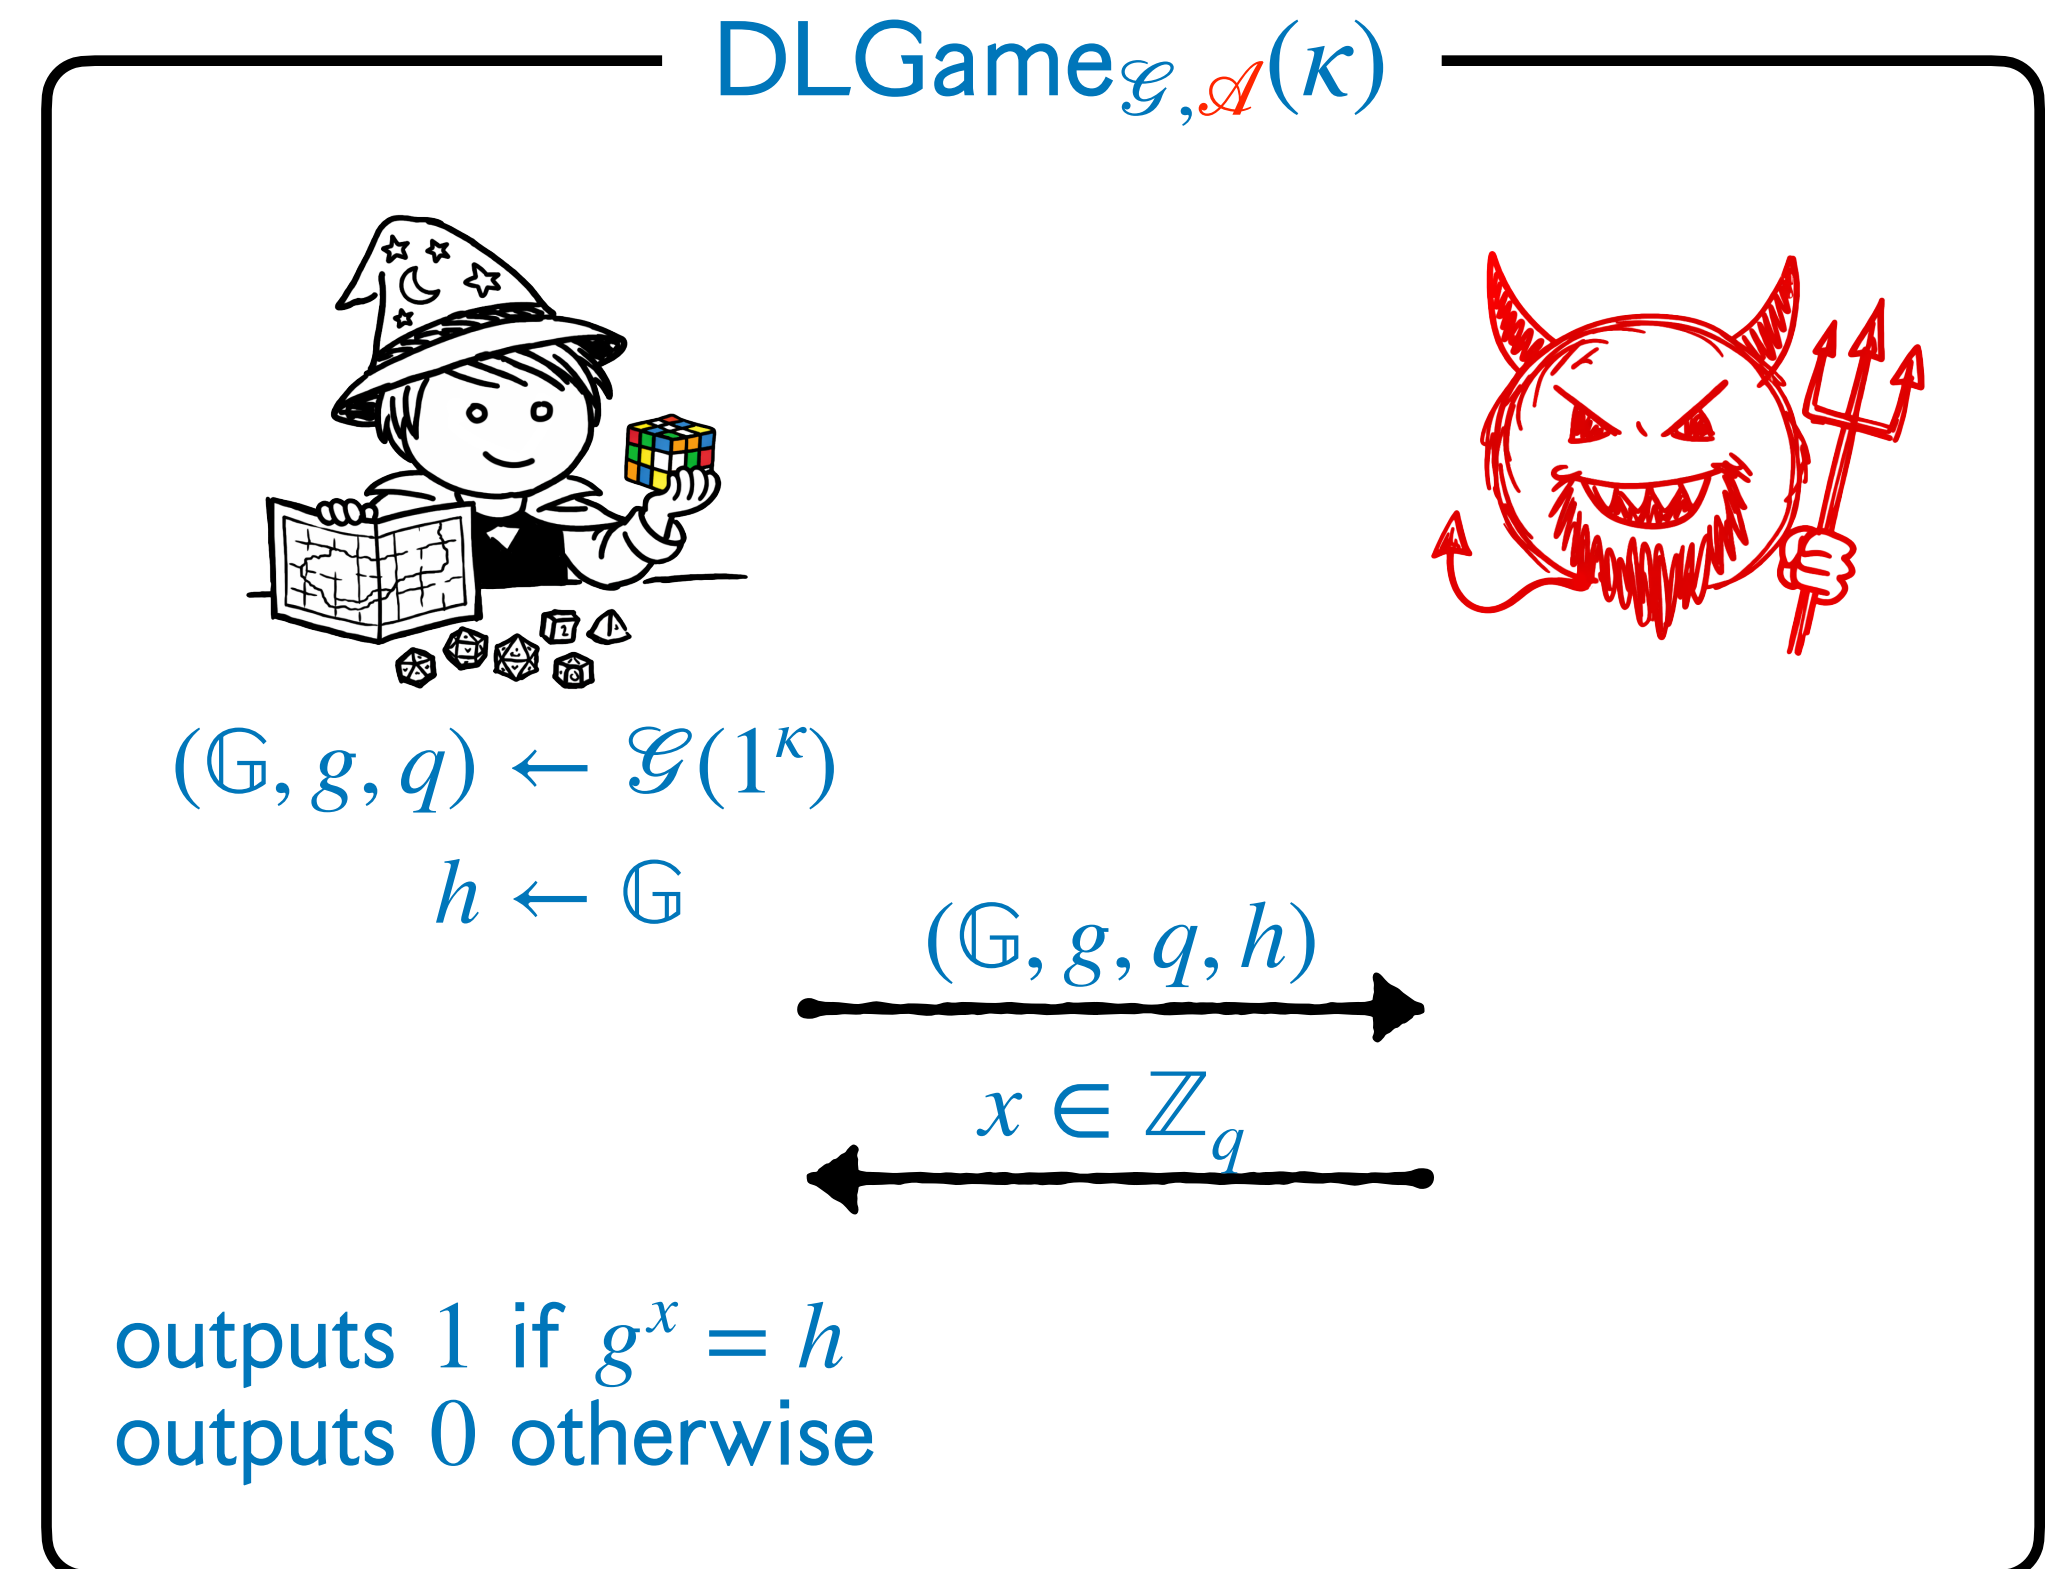 DLGame𝒢,𝒜(κ)
(𝔾, g, q) ← 𝒢(1^κ)
h ← 𝔾
(𝔾, g, q, h)
x ∈ ℤ_q
outputs 1 if g^x = h
outputs 0 otherwise